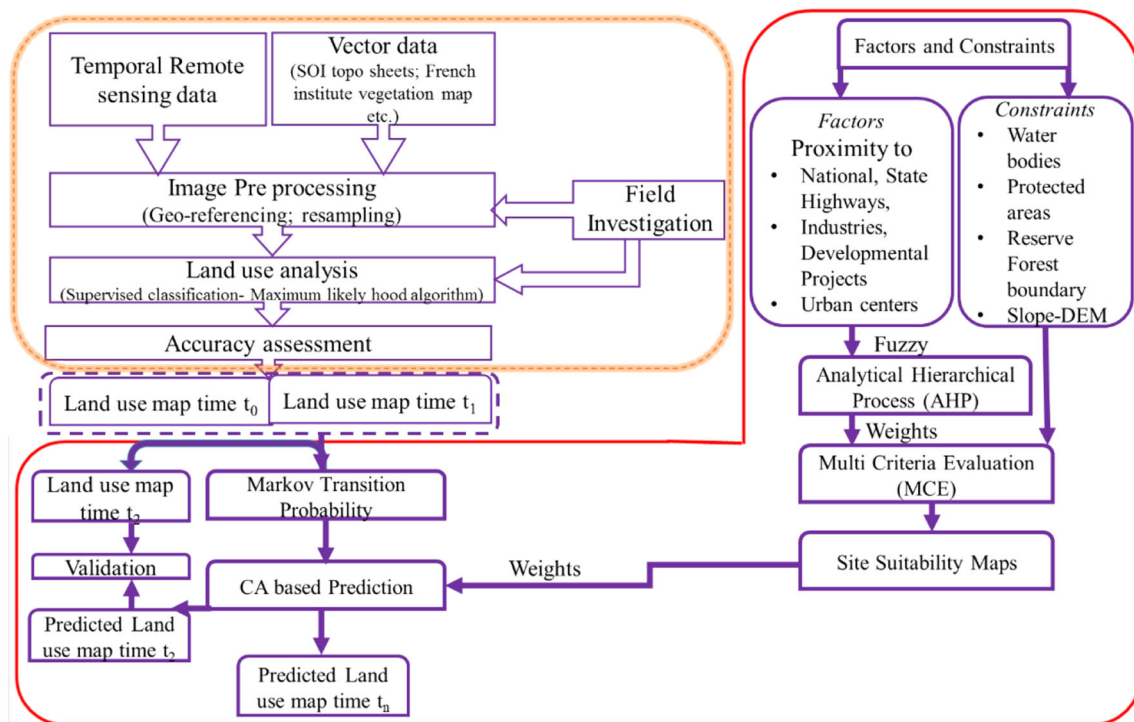 Temporal Remote
sensing data
Vector data
(SOI topo sheets; French
institute vegetation map
etc.)
Image Pre processing
(Geo-referencing; resampling)
Field
Investigation
Land use analysis
(Supervised classification- Maximum likely hood algorithm)
Accuracy assessment
Land use map time t0
Land use map time t1
Land use map
time t2
Markov Transition
Probability
Validation
CA based Prediction
Predicted Land
use map time t2
Predicted Land
use map time tn
Factors and Constraints
Factors
Proximity to
• National, State
Highways,
• Industries,
Developmental
Projects
• Urban centers
Constraints
• Water
bodies
• Protected
areas
• Reserve
Forest
boundary
• Slope-DEM
Fuzzy
Analytical Hierarchical
Process (AHP)
Weights
Multi Criteria Evaluation
(MCE)
Site Suitability Maps
Weights